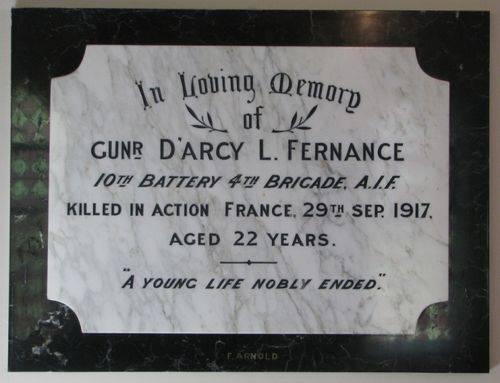 In Loving Memory
of
GUNR D'ARCY L. FERNANCE
10TH BATTERY 4TH BRIGADE, A.I.F.
KILLED IN ACTION FRANCE, 29TH SEP. 1917,
AGED 22 YEARS.
"A YOUNG LIFE NOBLY ENDED."
F. ARNOLD